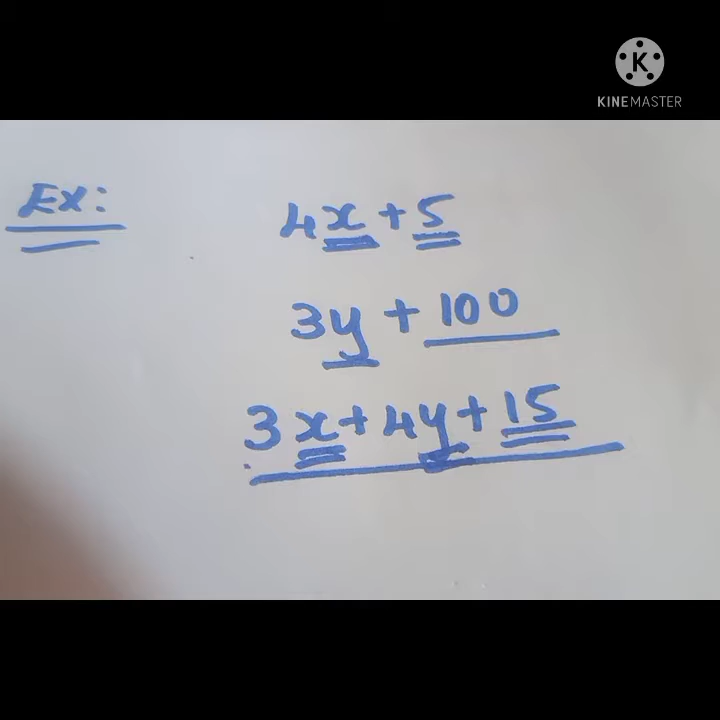 KINEMASTER
Ex:
4x + 5
3y + 100
3x + 4y + 15